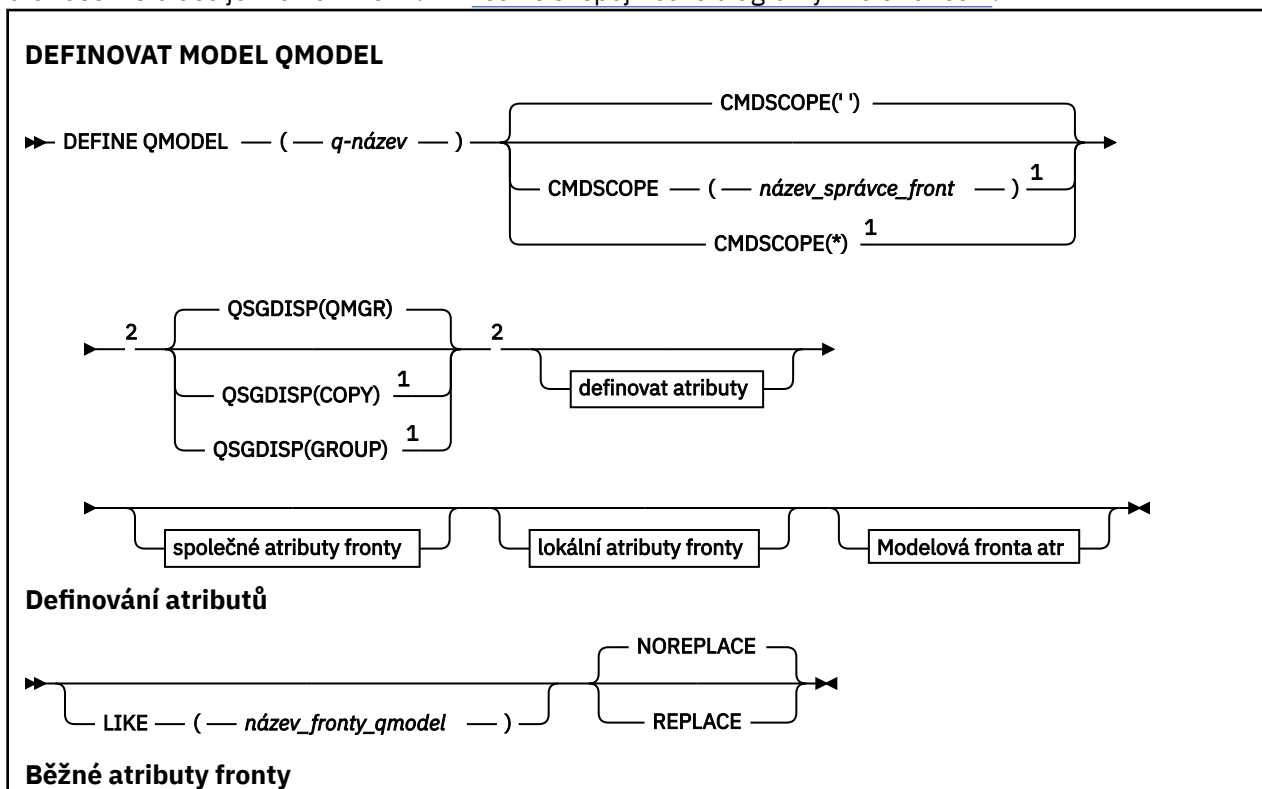 DEFINOVAT MODEL QMODEL
CMDSCOPE(' ')
DEFINE QMODEL ( q-název )
CMDSCOPE ( název_správce_front ) 1
CMDSCOPE(*) 1
2 QSGDISP(QMGR) 2
QSGDISP(COPY) 1
QSGDISP(GROUP) 1
definovat atributy
společné atributy fronty lokální atributy fronty Modelová fronta atr
Definování atributů
NOREPLACE
LIKE ( název_fronty_qmodel ) REPLACE
Běžné atributy fronty